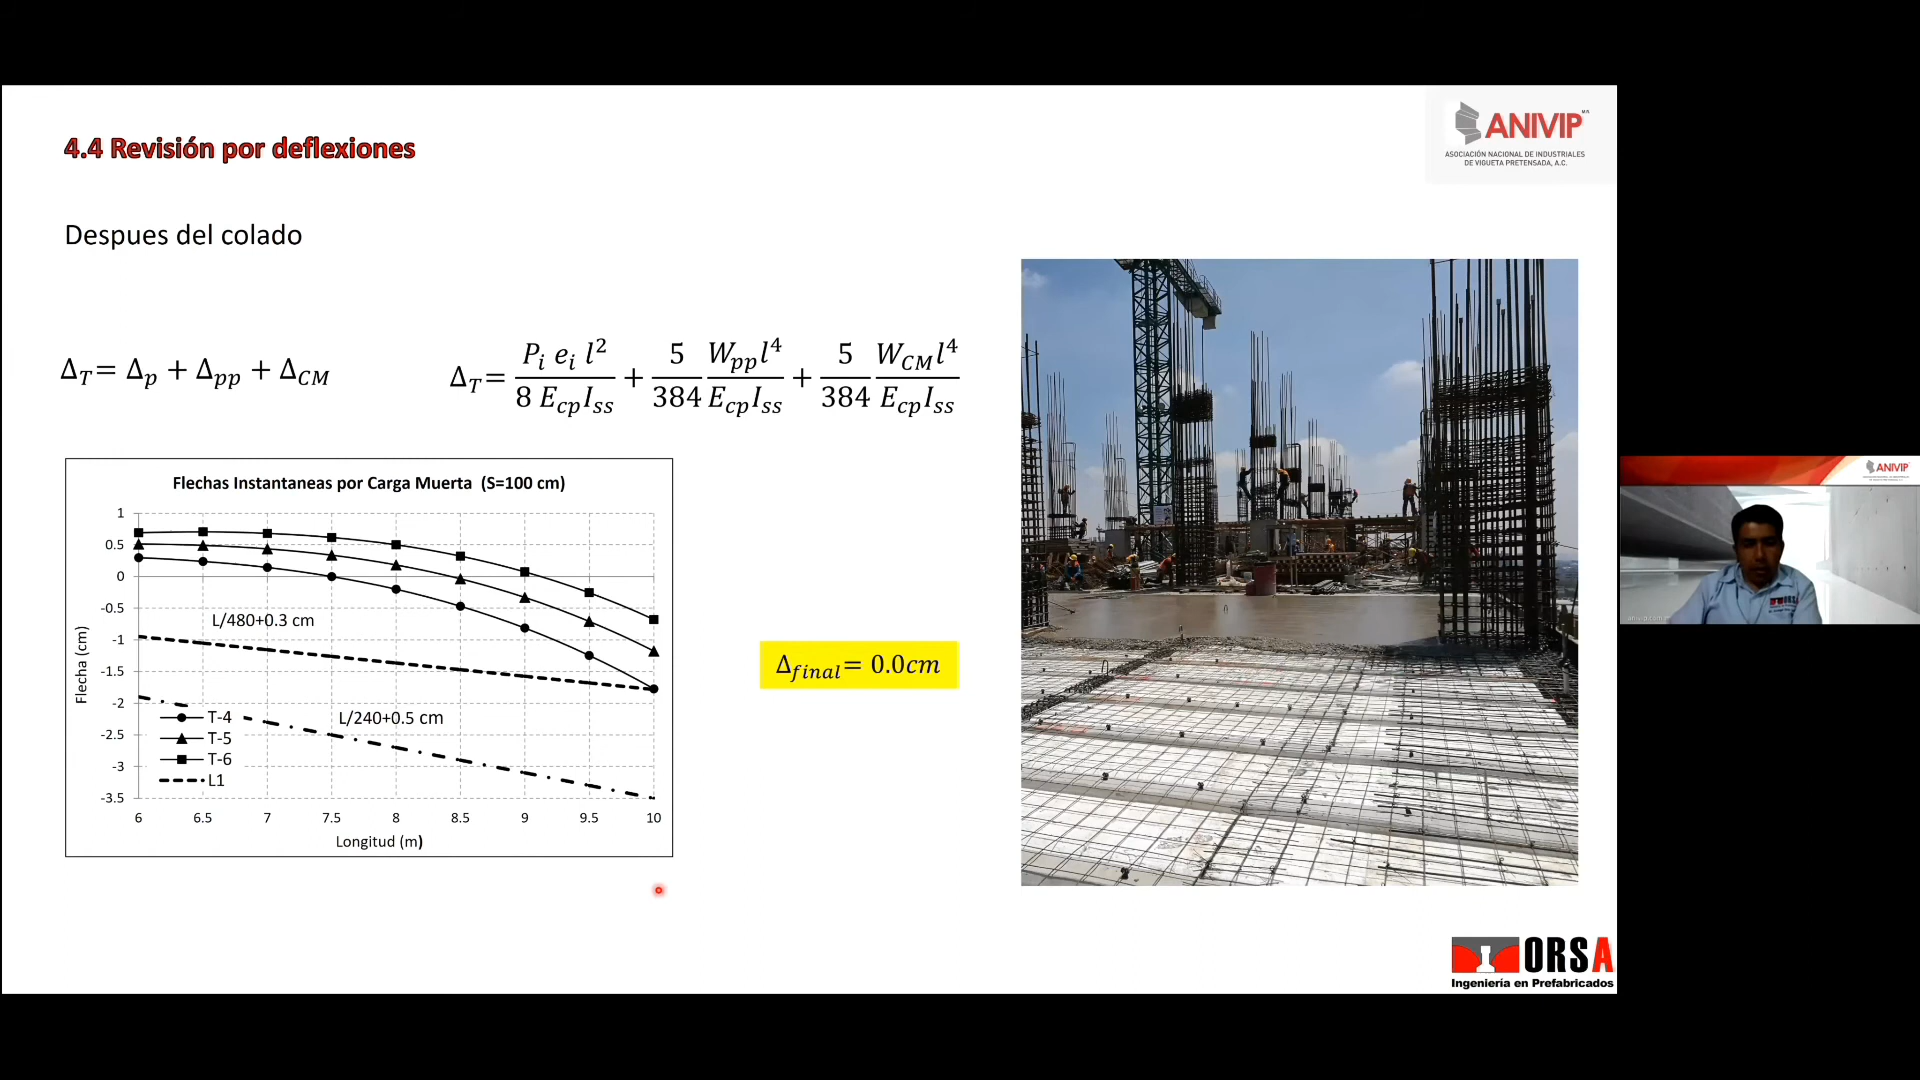 4.4 Revisión por deflexiones
ANIVIP
ASOCIACIÓN NACIONAL DE INDUSTRIALES
DE VIGUETA PRETENSADA, A.C.
Despues del colado
Δ_T = Δ_p + Δ_pp + Δ_CM
Δ_T = P_i e_i l² / 8 E_cp I_ss + 5/384 W_pp l⁴ / E_cp I_ss + 5/384 W_CM l⁴ / E_cp I_ss
Flechas Instantaneas por Carga Muerta (S=100 cm)
1
0.5
0
-0.5
-1
-1.5
-2
-2.5
-3
-3.5
Flecha (cm)
L/480+0.3 cm
L/240+0.5 cm
T-4
T-5
T-6
L1
6 6.5 7 7.5 8 8.5 9 9.5 10
Longitud (m)
Δ_final = 0.0cm
ANIVIP
ORSA
Ingeniería en Prefabricados